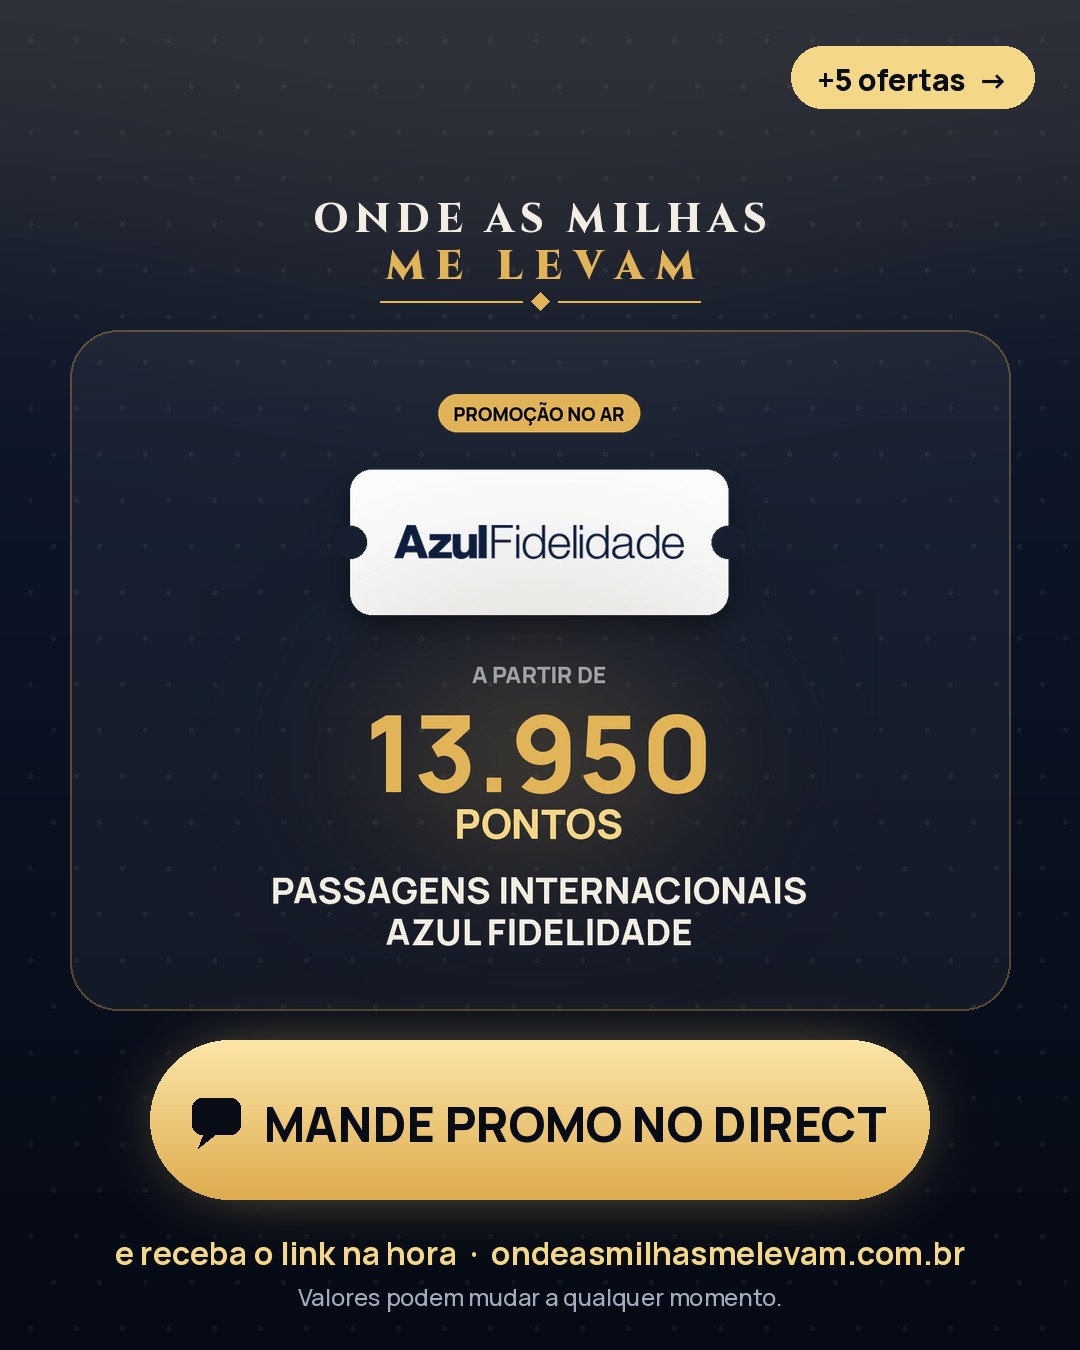 +5 ofertas →
ONDE AS MILHAS
ME LEVAM
PROMOÇÃO NO AR
AzulFidelidade
A PARTIR DE
13.950
PONTOS
PASSAGENS INTERNACIONAIS
AZUL FIDELIDADE
MANDE PROMO NO DIRECT
e receba o link na hora · ondeasmilhasmelevam.com.br
Valores podem mudar a qualquer momento.